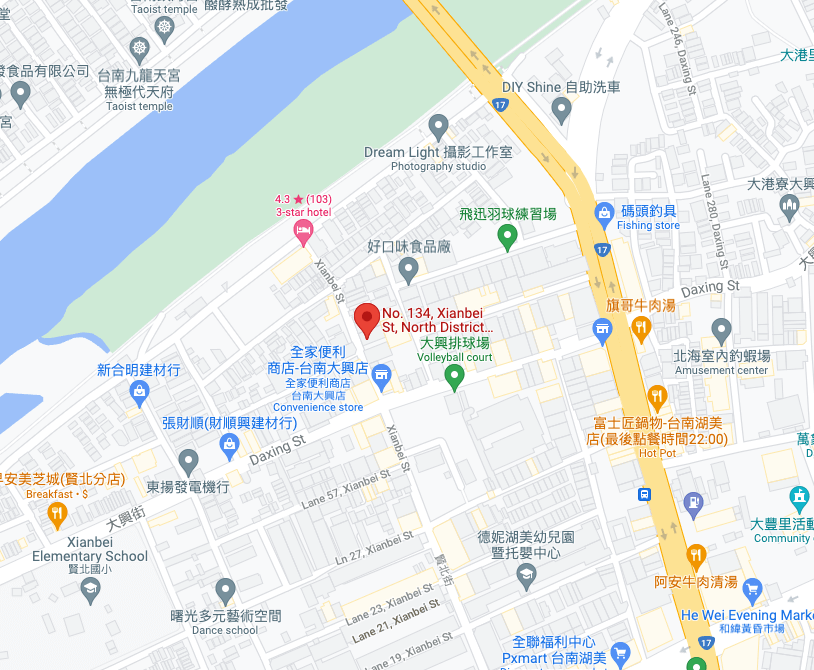 堂
Taoist temple
醱酵熟成批發
發食品有限公司
台南九龍天宮
無極代天府
Taoist temple
宮
Lane 246, Daxing St
大港里
DIY Shine 自助洗車
17
Dream Light 攝影工作室
Photography studio
Lane 280, Daxing St
大港寮大興
4.3 ★ (103)
3-star hotel
飛迅羽球練習場
碼頭釣具
Fishing store
好口味食品廠
17
Xianbei St
Daxing St
No. 134, Xianbei
St, North District...
旗哥牛肉湯
大興排球場
Volleyball court
全家便利
商店-台南大興店
全家便利商店
台南大興店
Convenience store
北海室內釣蝦場
Amusement center
新合明建材行
張財順(財順興建材行)
富士匠鍋物-台南湖美
店(最後點餐時間22:00)
Hot Pot
Daxing St
Xianbei St
早安美芝城(賢北分店)
Breakfast • $
東揚發電機行
Lane 57, Xianbei St
大興街
Xianbei
Elementary School
賢北國小
Ln 27, Xianbei St
賢北街
德妮湖美幼兒園
暨托嬰中心
大豐里活動
Community
阿安牛肉清湯
曙光多元藝術空間
Dance school
Lane 23, Xianbei St
Lane 21, Xianbei St
Lane 19, Xianbei St
He Wei Evening Marke
和緯黃昏市場
17
全聯福利中心
Pxmart 台南湖美